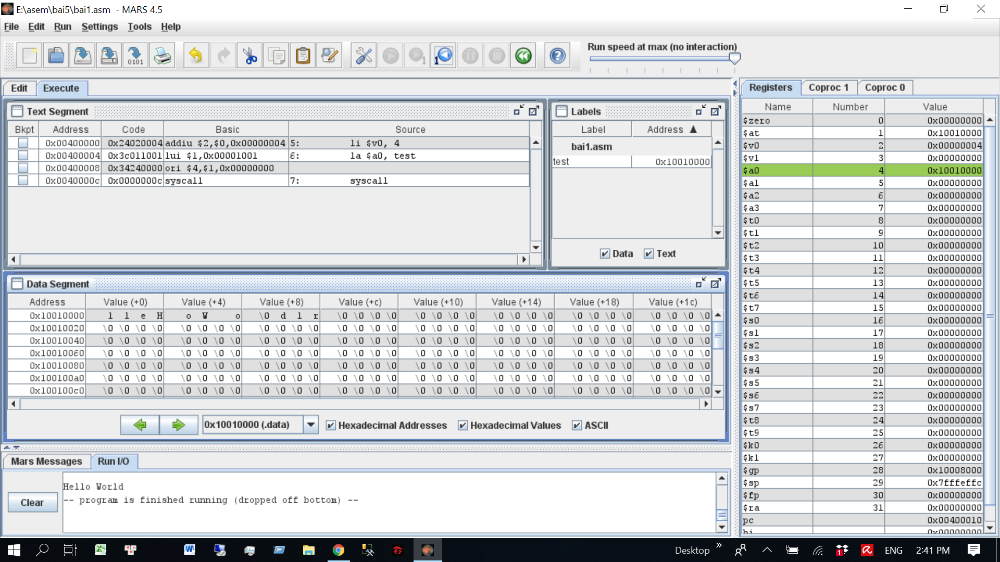 E:\asem\bai5\bai1.asm - MARS 4.5
File Edit Run Settings Tools Help
0101
1
1
Run speed at max (no interaction)
Edit Execute
Text Segment
Bkpt Address Code Basic Source
0x00400000 0x24020004 addiu $2,$0,0x00000004 5: li $v0, 4
0x00400004 0x3c011001 lui $1,0x00001001 6: la $a0, test
0x00400008 0x34240000 ori $4,$1,0x00000000
0x0040000c 0x0000000c syscall 7: syscall
Labels
Label Address ▲
bai1.asm
test 0x10010000
Data Text
Data Segment
Address Value (+0) Value (+4) Value (+8) Value (+c) Value (+10) Value (+14) Value (+18) Value (+1c)
0x10010000 l l e H o W o \0 d l r \0 \0 \0 \0 \0 \0 \0 \0 \0 \0 \0 \0 \0 \0 \0 \0 \0 \0 \0 \0
0x10010020 \0 \0 \0 \0 \0 \0 \0 \0 \0 \0 \0 \0 \0 \0 \0 \0 \0 \0 \0 \0 \0 \0 \0 \0 \0 \0 \0 \0 \0 \0 \0 \0
0x10010040 \0 \0 \0 \0 \0 \0 \0 \0 \0 \0 \0 \0 \0 \0 \0 \0 \0 \0 \0 \0 \0 \0 \0 \0 \0 \0 \0 \0 \0 \0 \0 \0
0x10010060 \0 \0 \0 \0 \0 \0 \0 \0 \0 \0 \0 \0 \0 \0 \0 \0 \0 \0 \0 \0 \0 \0 \0 \0 \0 \0 \0 \0 \0 \0 \0 \0
0x10010080 \0 \0 \0 \0 \0 \0 \0 \0 \0 \0 \0 \0 \0 \0 \0 \0 \0 \0 \0 \0 \0 \0 \0 \0 \0 \0 \0 \0 \0 \0 \0 \0
0x100100a0 \0 \0 \0 \0 \0 \0 \0 \0 \0 \0 \0 \0 \0 \0 \0 \0 \0 \0 \0 \0 \0 \0 \0 \0 \0 \0 \0 \0 \0 \0 \0 \0
0x100100c0 \0 \0 \0 \0 \0 \0 \0 \0 \0 \0 \0 \0 \0 \0 \0 \0 \0 \0 \0 \0 \0 \0 \0 \0 \0 \0 \0 \0 \0 \0 \0 \0
0x10010000 (.data) Hexadecimal Addresses Hexadecimal Values ASCII
Mars Messages Run I/O
Clear
Hello World
-- program is finished running (dropped off bottom) --
Registers Coproc 1 Coproc 0
Name Number Value
$zero 0 0x00000000
$at 1 0x10010000
$v0 2 0x00000004
$v1 3 0x00000000
$a0 4 0x10010000
$a1 5 0x00000000
$a2 6 0x00000000
$a3 7 0x00000000
$t0 8 0x00000000
$t1 9 0x00000000
$t2 10 0x00000000
$t3 11 0x00000000
$t4 12 0x00000000
$t5 13 0x00000000
$t6 14 0x00000000
$t7 15 0x00000000
$s0 16 0x00000000
$s1 17 0x00000000
$s2 18 0x00000000
$s3 19 0x00000000
$s4 20 0x00000000
$s5 21 0x00000000
$s6 22 0x00000000
$s7 23 0x00000000
$t8 24 0x00000000
$t9 25 0x00000000
$k0 26 0x00000000
$k1 27 0x00000000
$gp 28 0x10008000
$sp 29 0x7fffeffc
$fp 30 0x00000000
$ra 31 0x00000000
pc 0x00400010
hi 0x00000000
Desktop ENG 2:41 PM